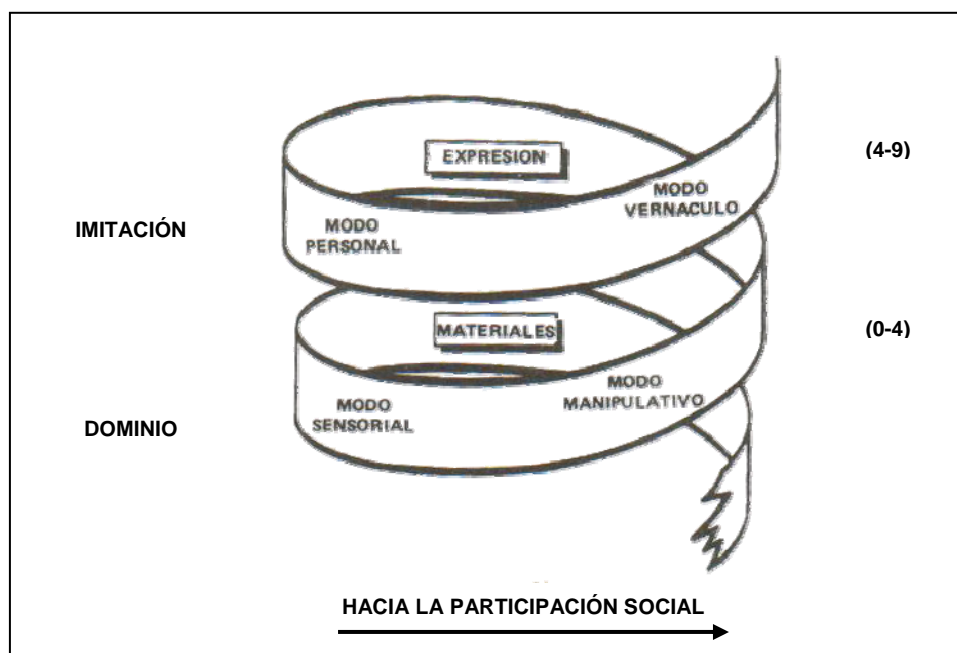 EXPRESION
(4-9)
MODO
VERNACULO
IMITACIÓN
MODO
PERSONAL
MATERIALES
(0-4)
MODO
MANIPULATIVO
MODO
SENSORIAL
DOMINIO
HACIA LA PARTICIPACIÓN SOCIAL